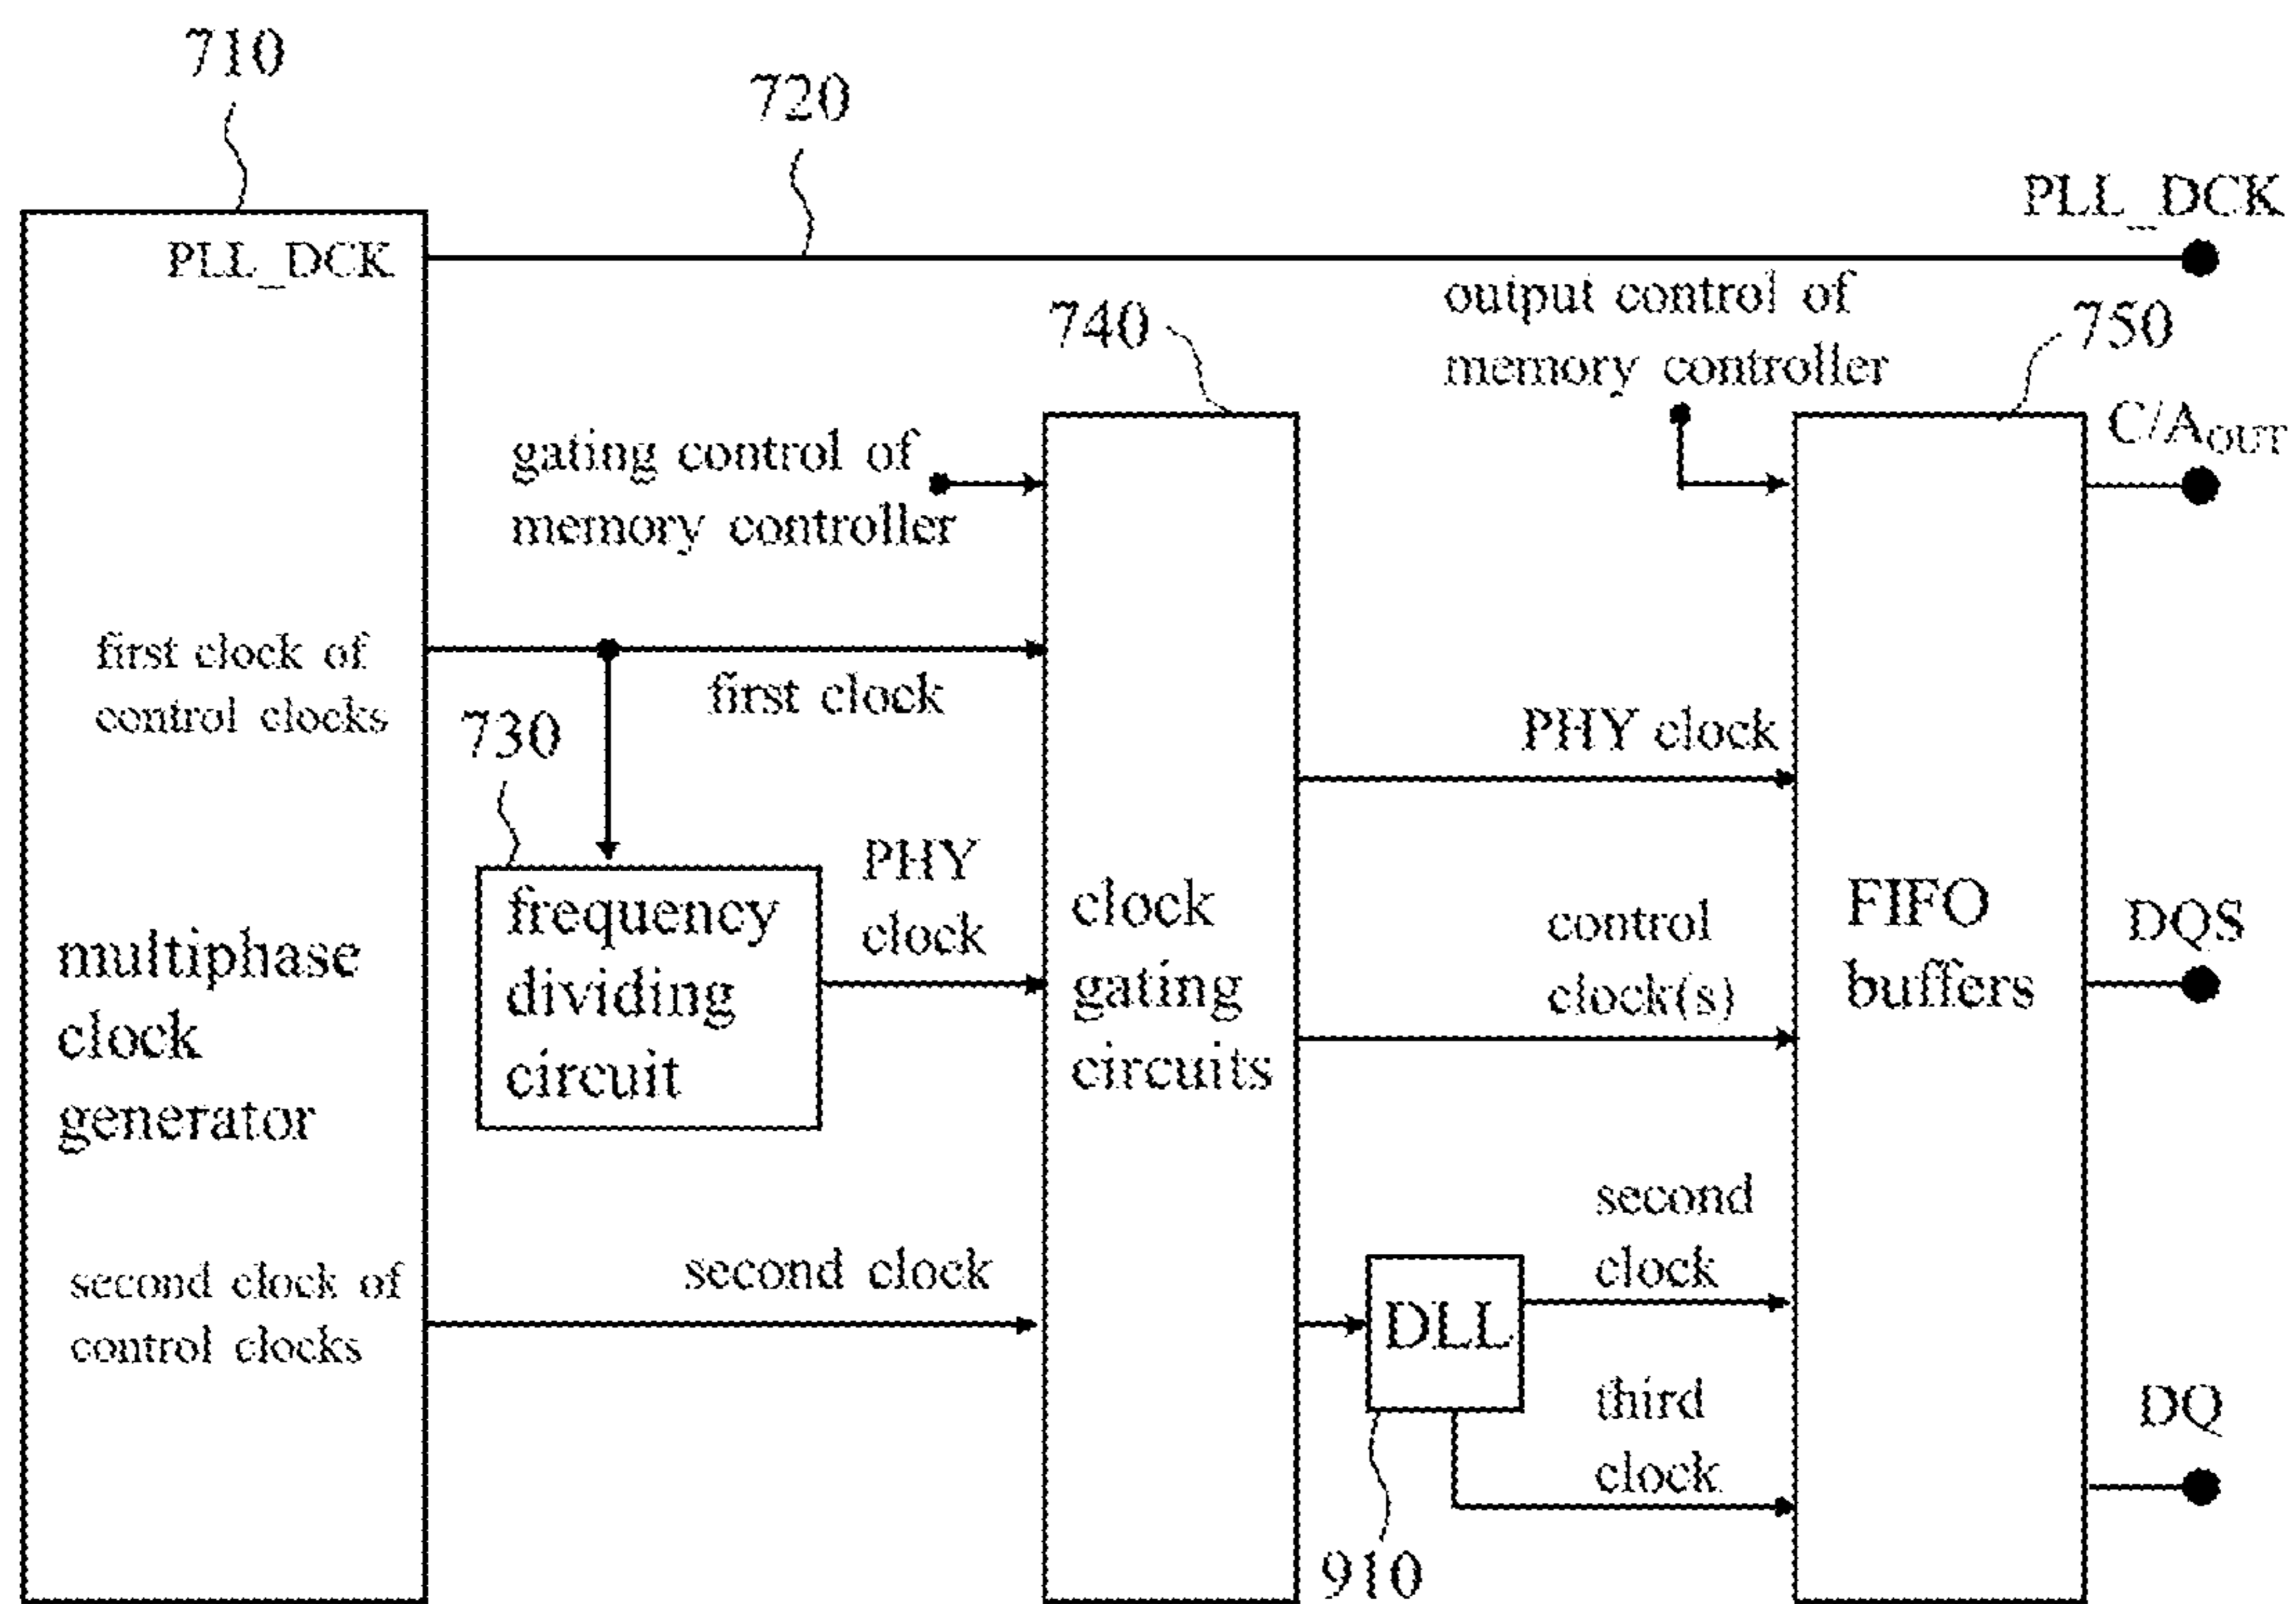 710
720
PLL_DCK
PLL_DCK
output control of
memory controller
740
750
C/AOUT
gating control of
memory controller
first clock of
control clocks
first clock
730
PHY clock
PHY
clock
frequency
dividing
circuit
clock
gating
circuits
control
clock(s)
FIFO
buffers
DQS
multiphase
clock
generator
second clock of
control clocks
second clock
second
clock
DLL
third
clock
DQ
910